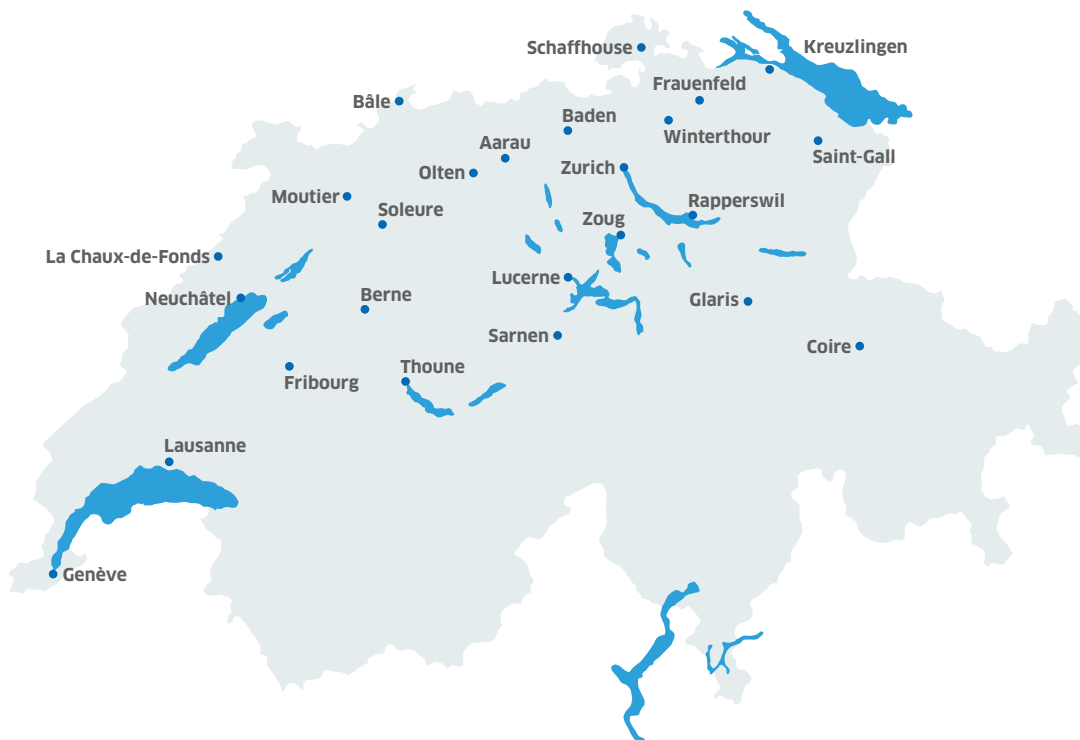 Kreuzlingen
Schaffhouse
Frauenfeld
Bâle
Baden
Winterthour
Aarau
Saint-Gall
Zurich
Olten
Moutier
Rapperswil
Soleure
Zoug
La Chaux-de-Fonds
Lucerne
Berne
Neuchâtel
Glaris
Sarnen
Coire
Thoune
Fribourg
Lausanne
Genève